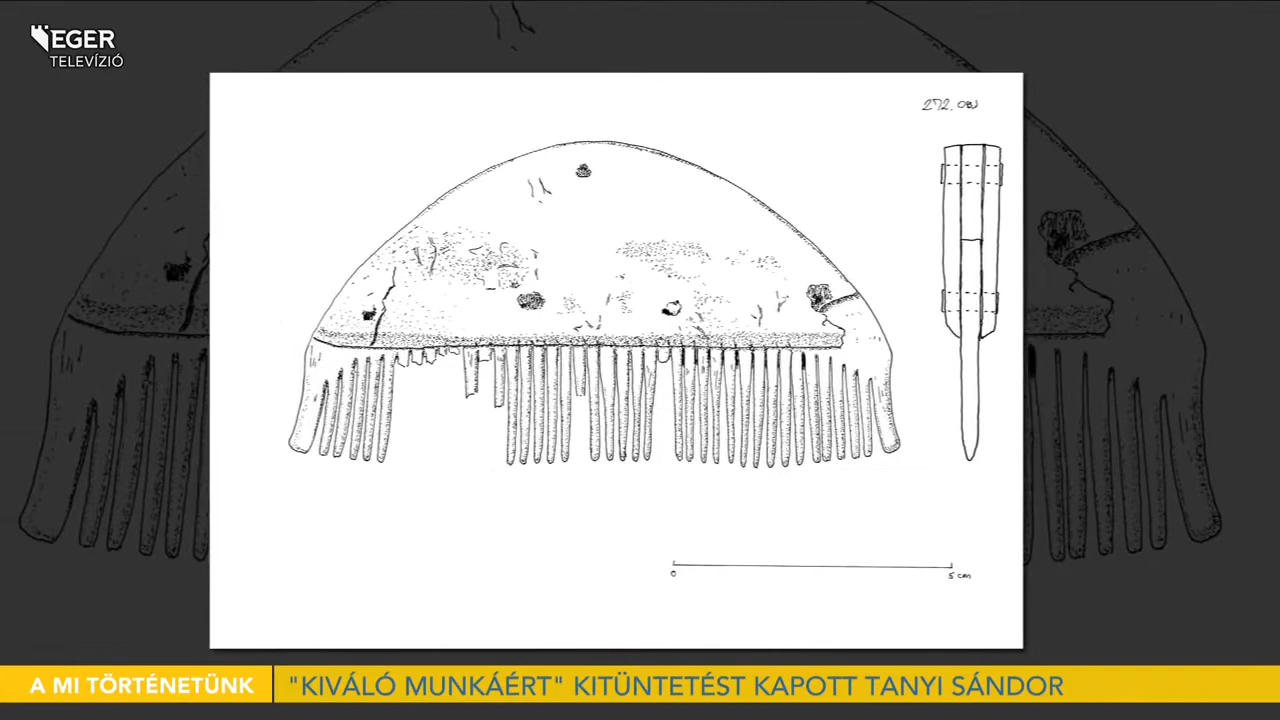 EGER
TELEVÍZIÓ
272. OBJ
0
5 cm
A MI TÖRTÉNETÜNK
"KIVÁLÓ MUNKÁÉRT" KITÜNTETÉST KAPOTT TANYI SÁNDOR